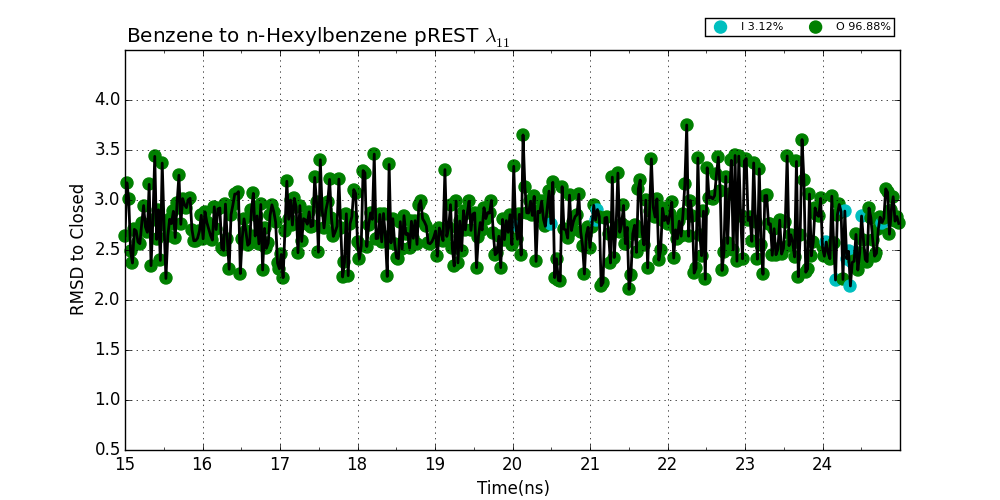 I 3.12% O 96.88%
Benzene to n-Hexylbenzene pREST λ₁₁
RMSD to Closed
4.0
3.5
3.0
2.5
2.0
1.5
1.0
0.5
15 16 17 18 19 20 21 22 23 24
Time(ns)